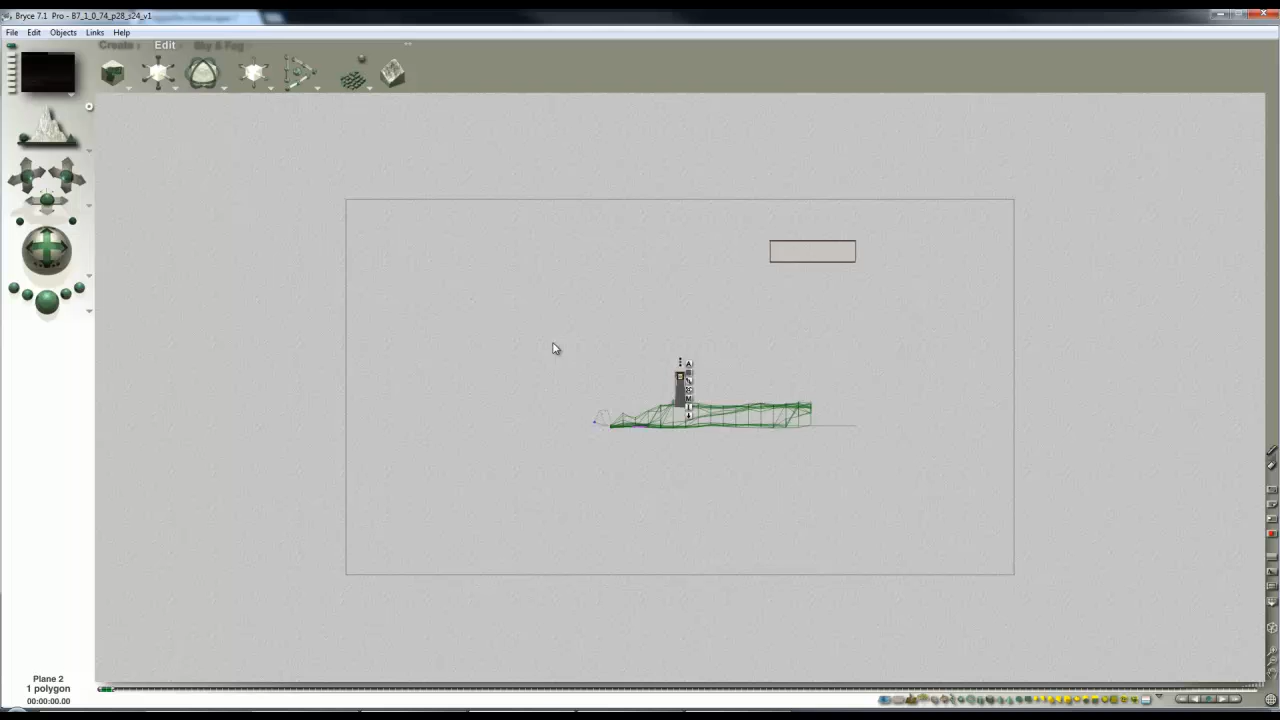 Bryce 7.1 Pro - B7_1_0_74_p28_s24_v1
File Edit Objects Links Help
Create Edit Sky & Fog
A
M
Plane 2
1 polygon
00:00:00.00